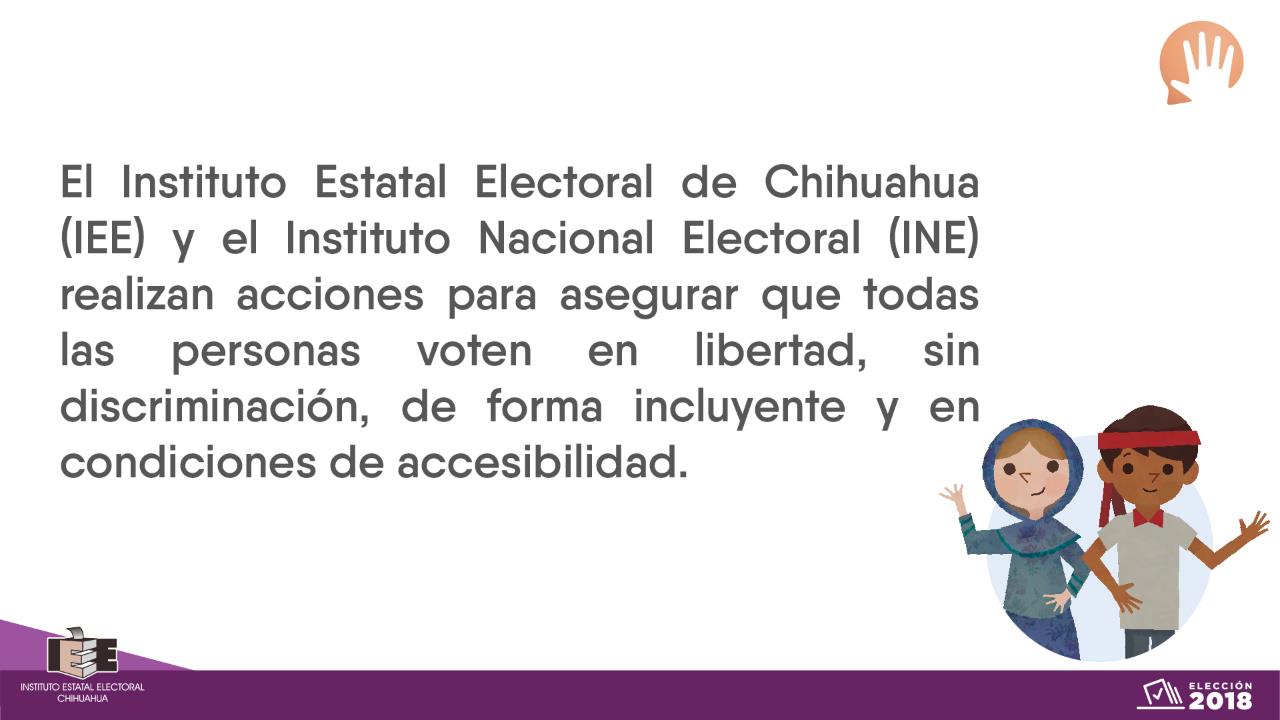 El Instituto Estatal Electoral de Chihuahua
(IEE) y el Instituto Nacional Electoral (INE)
realizan acciones para asegurar que todas
las personas voten en libertad, sin
discriminación, de forma incluyente y en
condiciones de accesibilidad.
IEE
INSTITUTO ESTATAL ELECTORAL
CHIHUAHUA
ELECCIÓN
2018